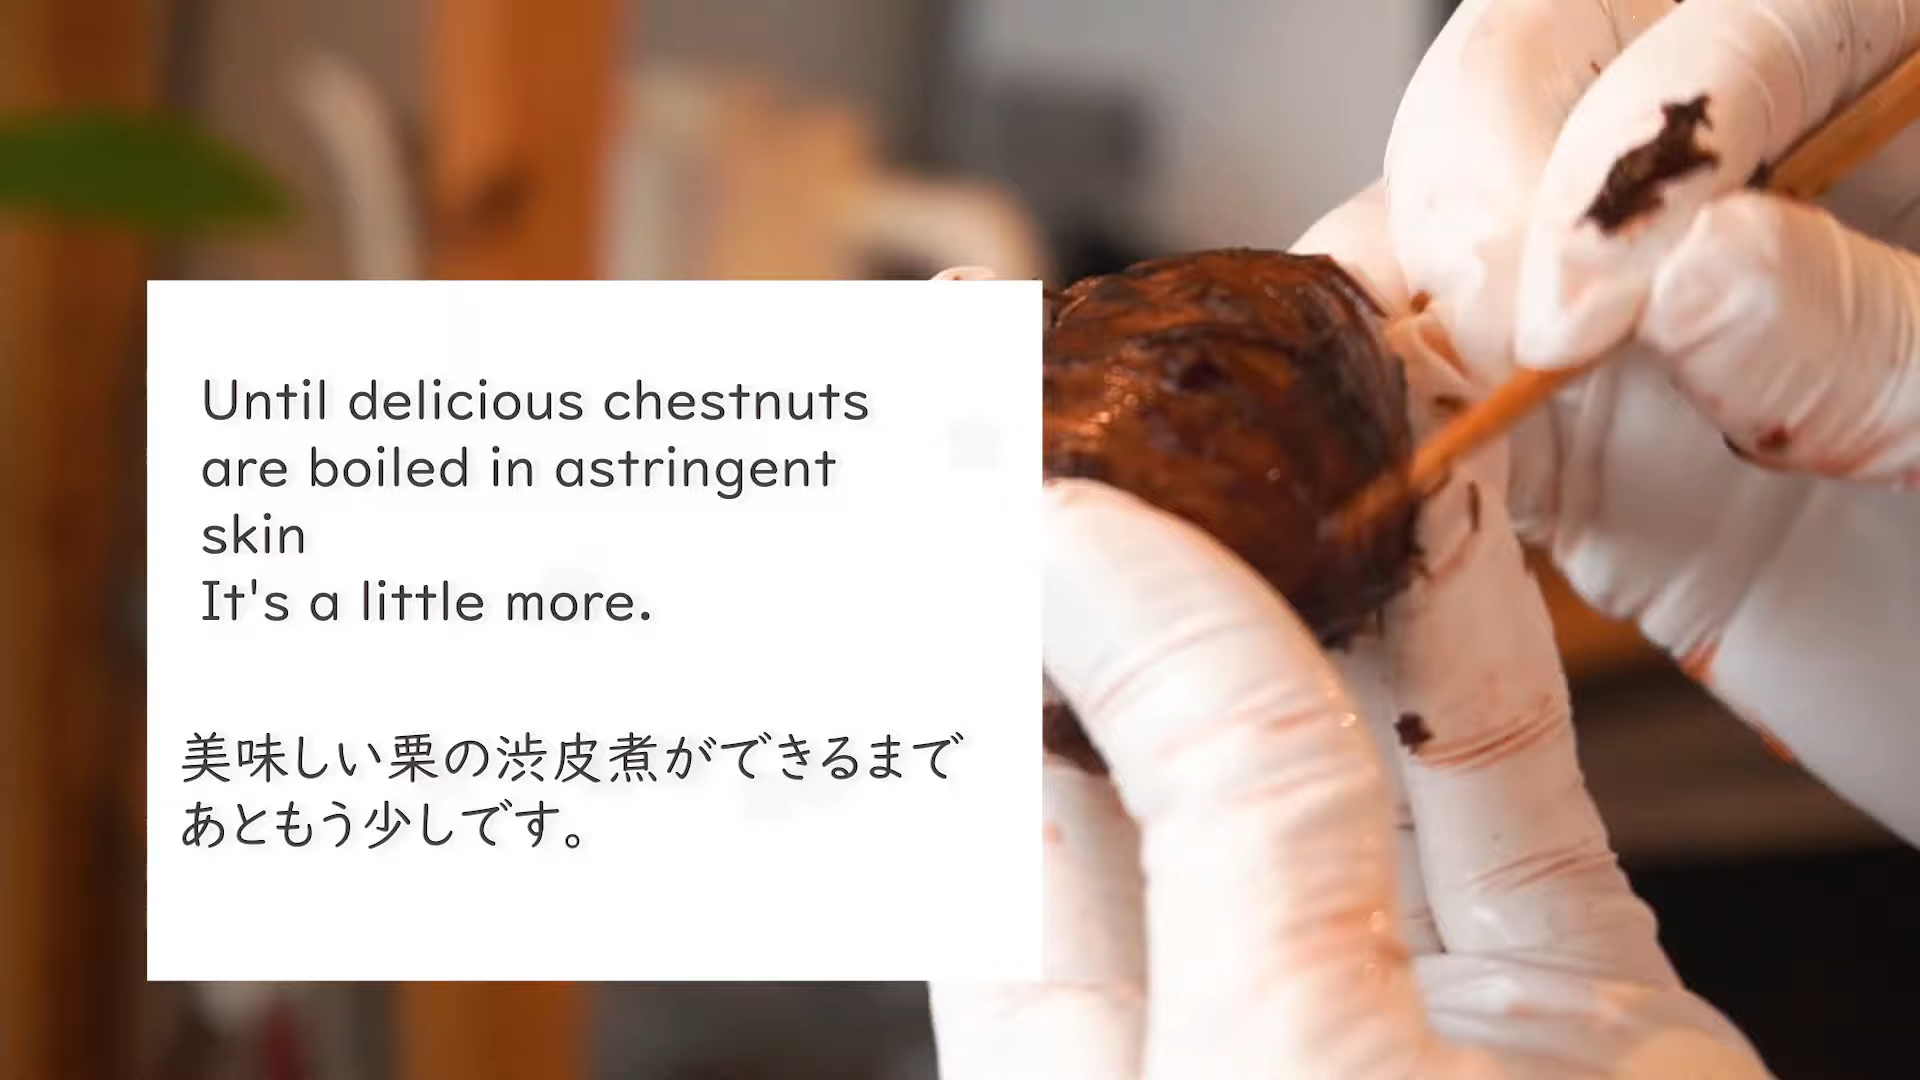 Until delicious chestnuts
are boiled in astringent
skin
It's a little more.
美味しい栗の渋皮煮ができるまで
あともう少しです。